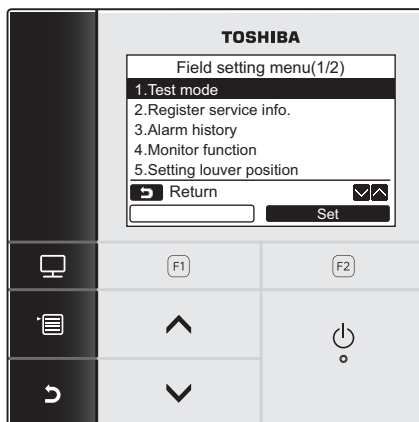 TOSHIBA
Field setting menu(1/2)
1.Test mode
2.Register service info.
3.Alarm history
4.Monitor function
5.Setting louver position
Return
Set
F1
F2